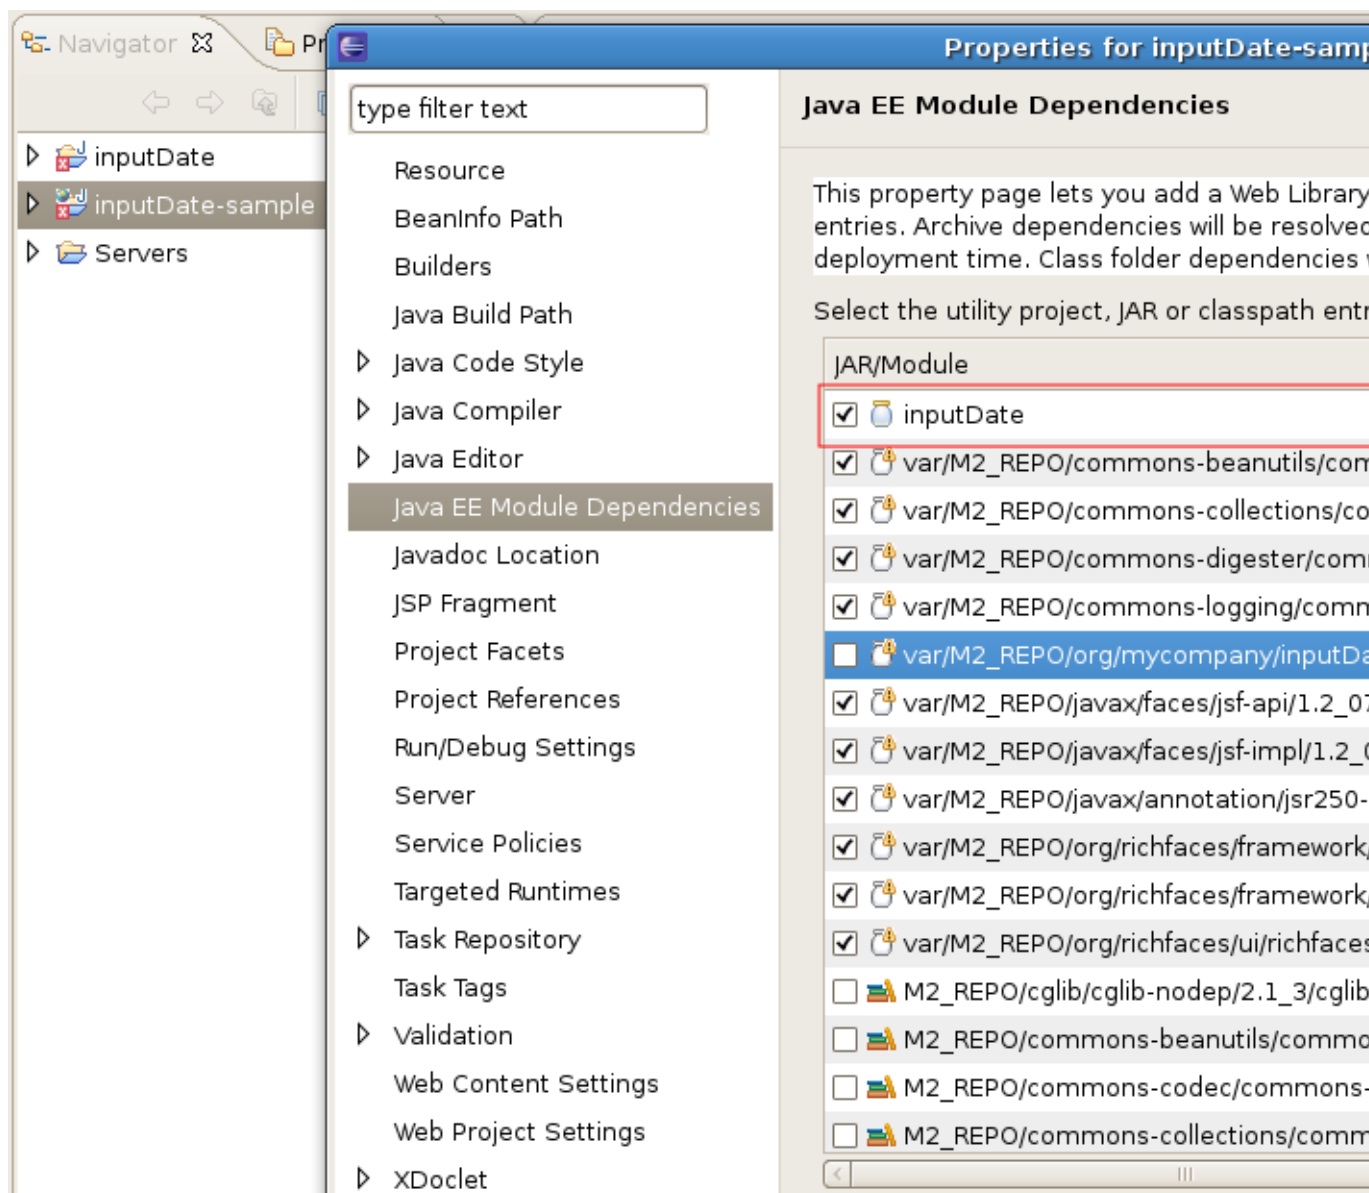 Navigator
Properties for inputDate-samp
type filter text
Java EE Module Dependencies
inputDate
inputDate-sample
Servers
Resource
BeanInfo Path
Builders
Java Build Path
Java Code Style
Java Compiler
Java Editor
Java EE Module Dependencies
Javadoc Location
JSP Fragment
Project Facets
Project References
Run/Debug Settings
Server
Service Policies
Targeted Runtimes
Task Repository
Task Tags
Validation
Web Content Settings
Web Project Settings
XDoclet
This property page lets you add a Web Library
entries. Archive dependencies will be resolved
deployment time. Class folder dependencies
Select the utility project, JAR or classpath entr
JAR/Module
inputDate
var/M2_REPO/commons-beanutils/com
var/M2_REPO/commons-collections/co
var/M2_REPO/commons-digester/com
var/M2_REPO/commons-logging/comm
var/M2_REPO/org/mycompany/inputDa
var/M2_REPO/javax/faces/jsf-api/1.2_07
var/M2_REPO/javax/faces/jsf-impl/1.2_0
var/M2_REPO/javax/annotation/jsr250-
var/M2_REPO/org/richfaces/framework/
var/M2_REPO/org/richfaces/framework/
var/M2_REPO/org/richfaces/ui/richfaces
M2_REPO/cglib/cglib-nodep/2.1_3/cglib
M2_REPO/commons-beanutils/commo
M2_REPO/commons-codec/commons-
M2_REPO/commons-collections/comm